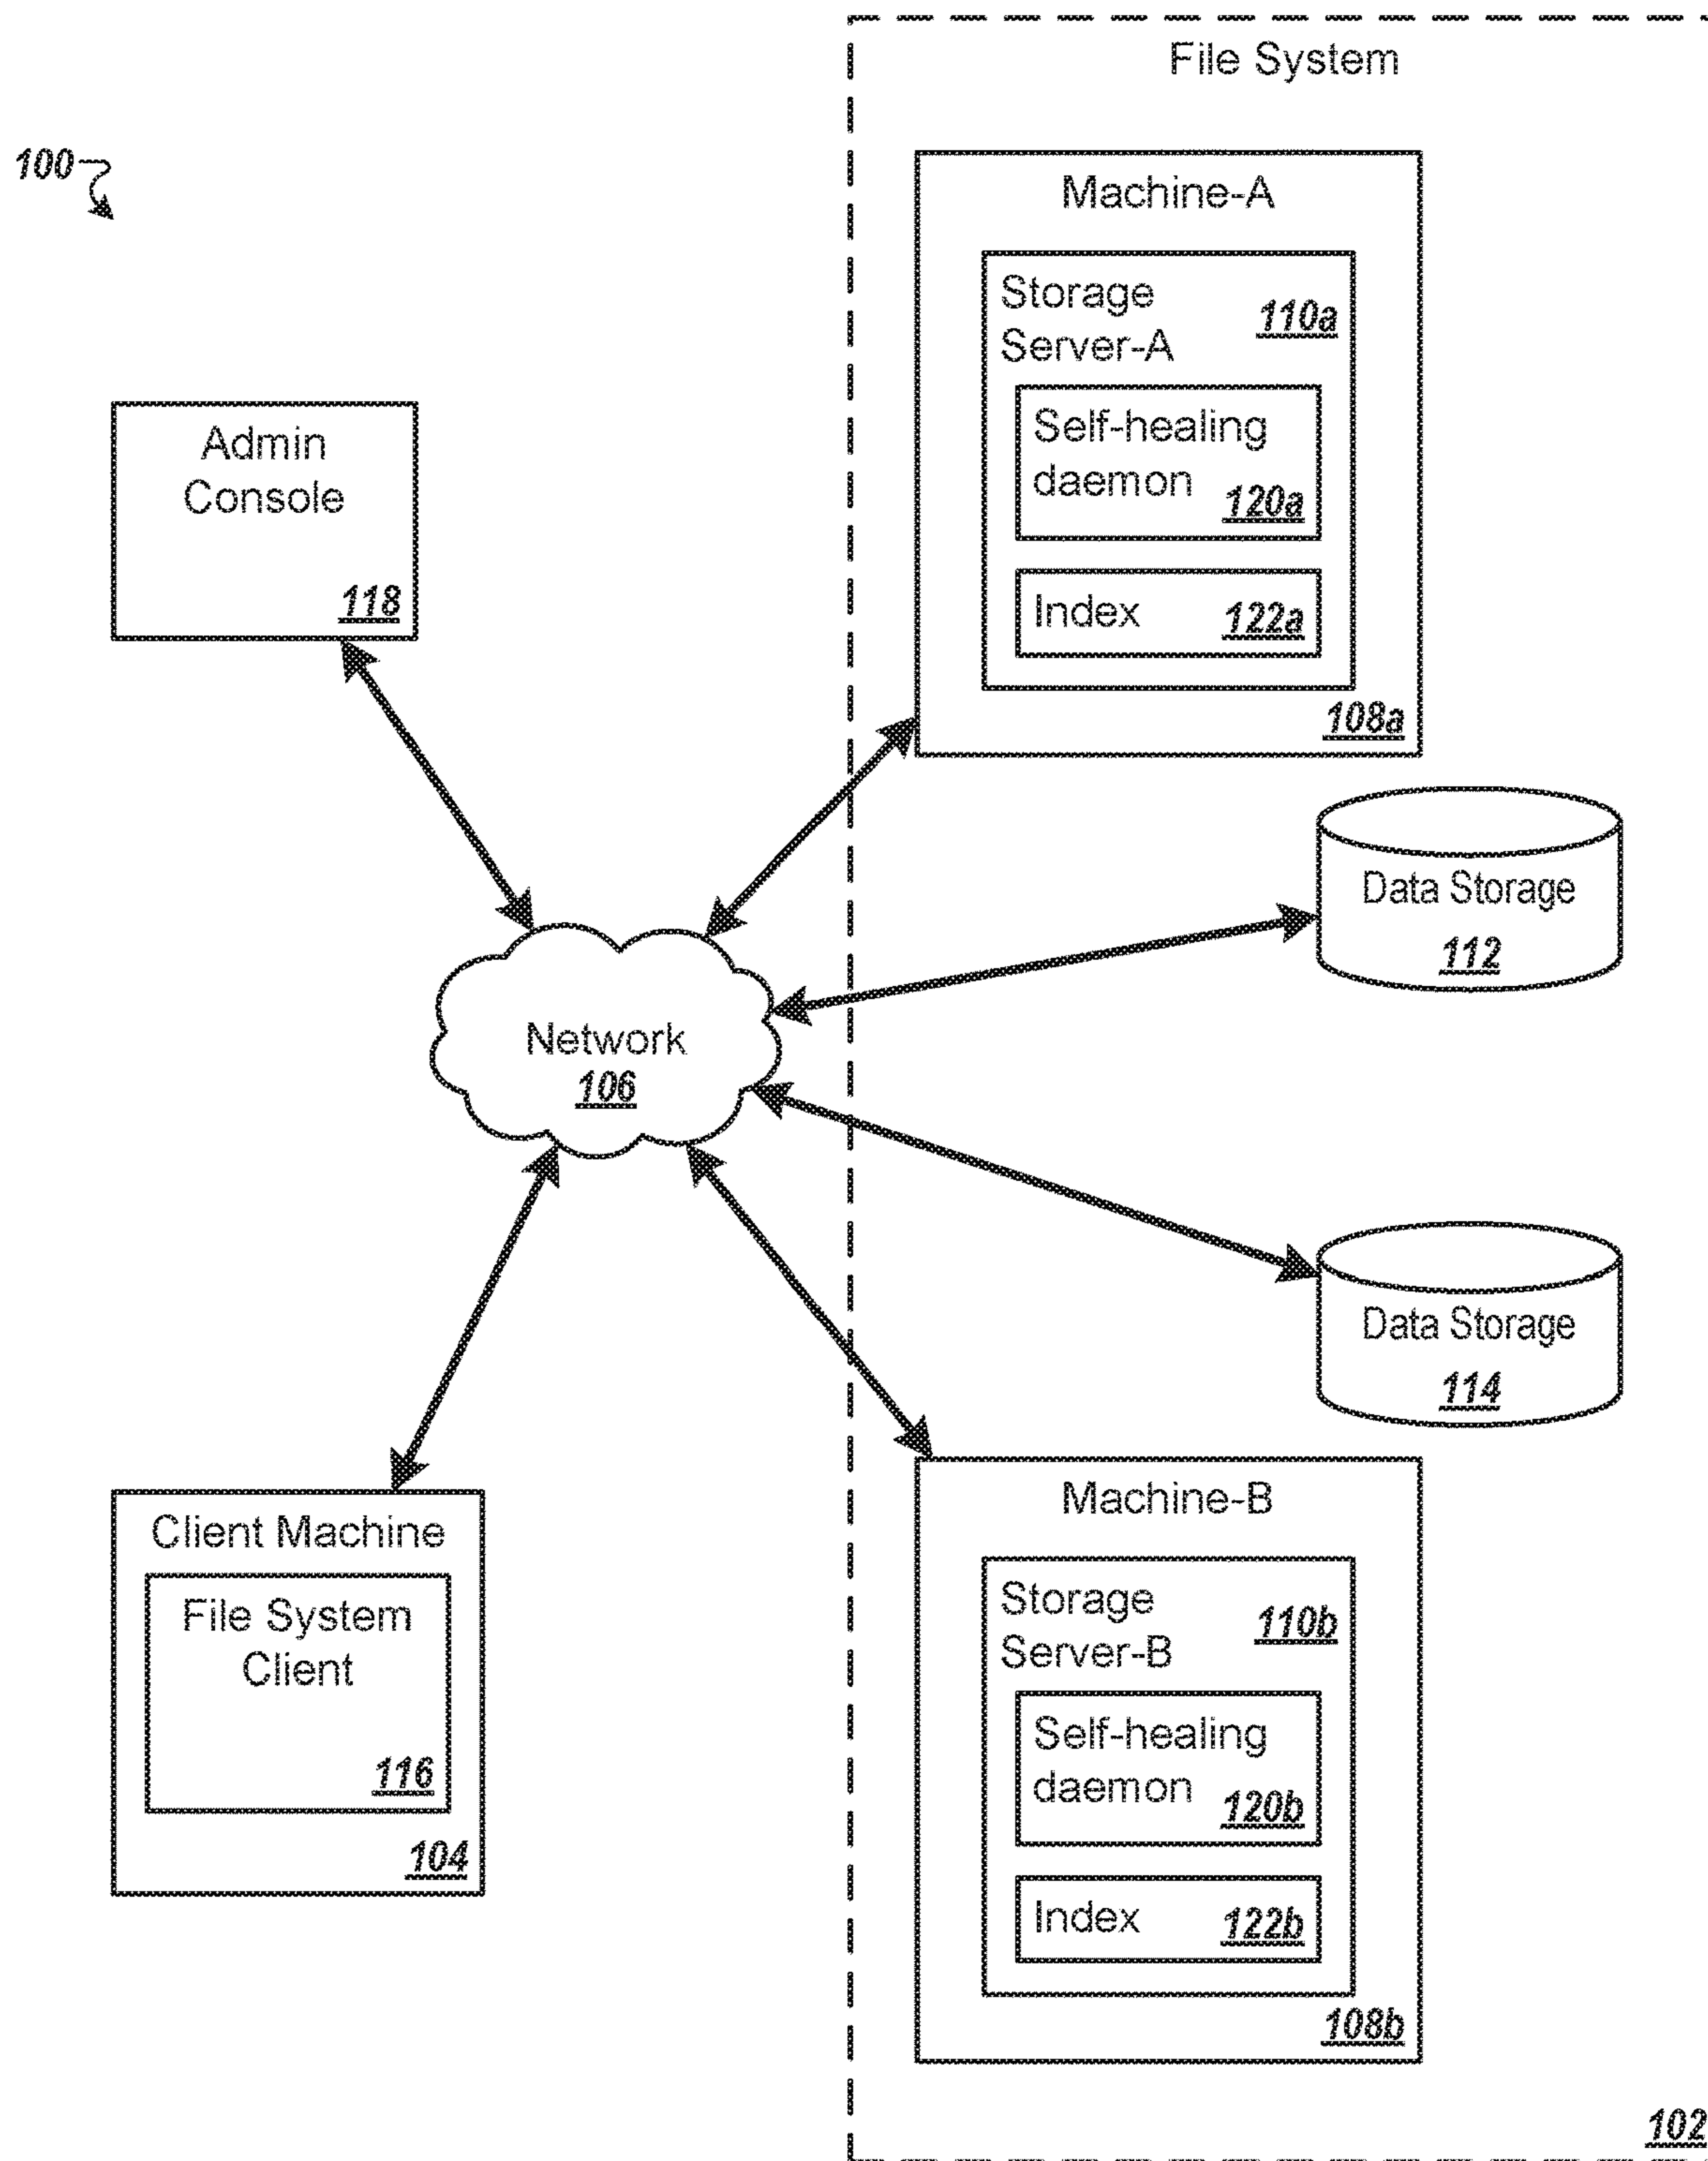 File System
100
Machine-A
Storage
Server-A
110a
Self-healing
daemon
120a
Index
122a
108a
Admin
Console
118
Data Storage
112
Network
106
Data Storage
114
Client Machine
File System
Client
116
104
Machine-B
Storage
Server-B
110b
Self-healing
daemon
120b
Index
122b
108b
102